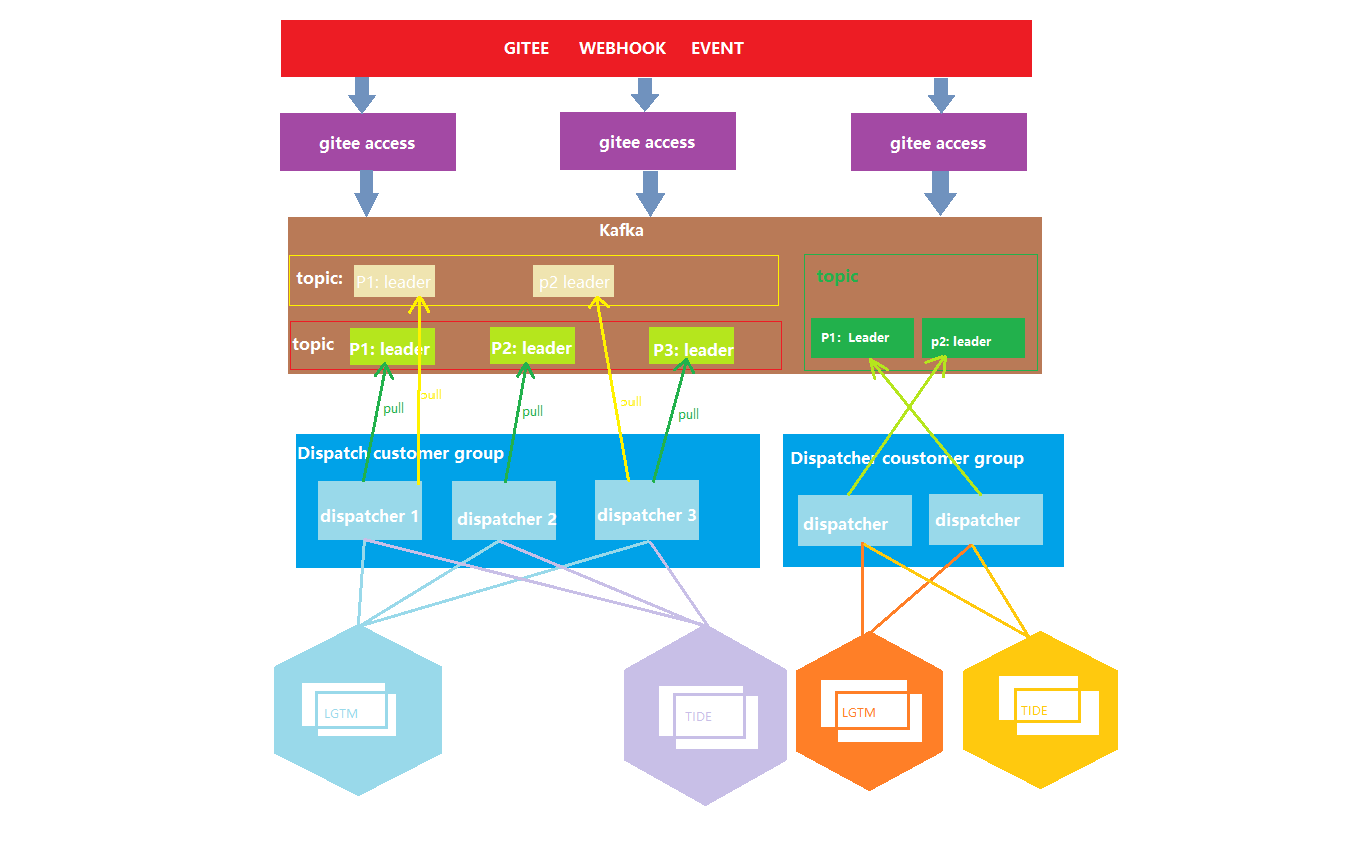 GITEE WEBHOOK EVENT
gitee access
gitee access
gitee access
Kafka
topic:
P1: leader
p2 leader
topic
P1: leader
P2: leader
P3: leader
topic
P1: Leader
p2: leader
pull
pull
pull
pull
pull
Dispatch customer group
dispatcher 1
dispatcher 2
dispatcher 3
Dispatcher coustomer group
dispatcher
dispatcher
LGTM
TIDE
LGTM
TIDE